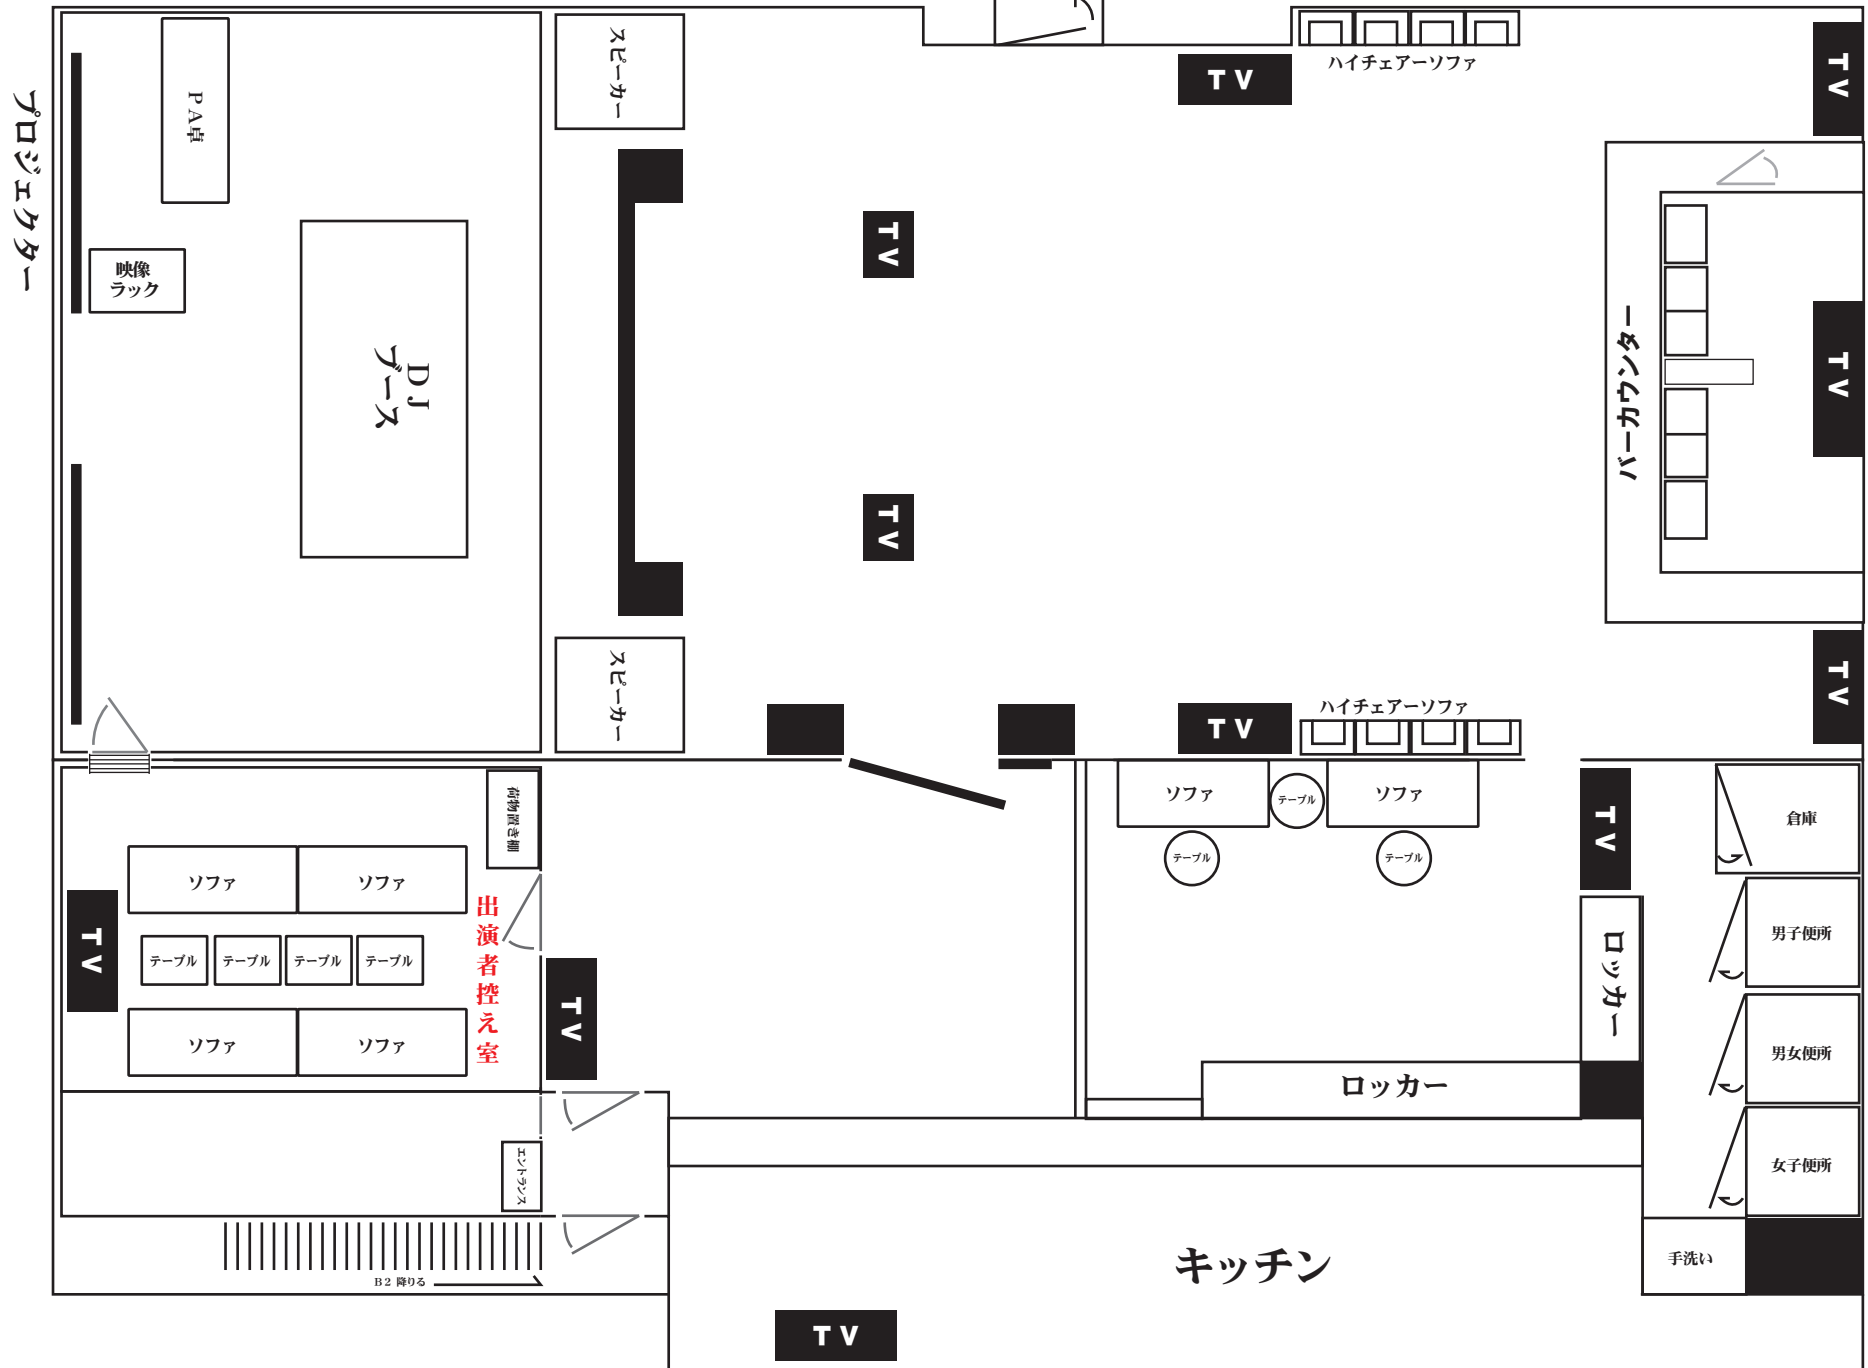 プロジェクター
PA卓
映像
ラック
DJ
ブース
スピーカー
スピーカー
TV
TV
TV
ハイチェアーソファ
TV
バーカウンター
TV
TV
TV
ハイチェアーソファ
荷物置き棚
ソファ
ソファ
テーブル
テーブル
テーブル
テーブル
ソファ
ソファ
TV
出演者控え室
TV
エントランス
B2 降りる
ソファ
テーブル
ソファ
テーブル
テーブル
TV
ロッカー
ロッカー
倉庫
男子便所
男女便所
女子便所
手洗い
キッチン
TV